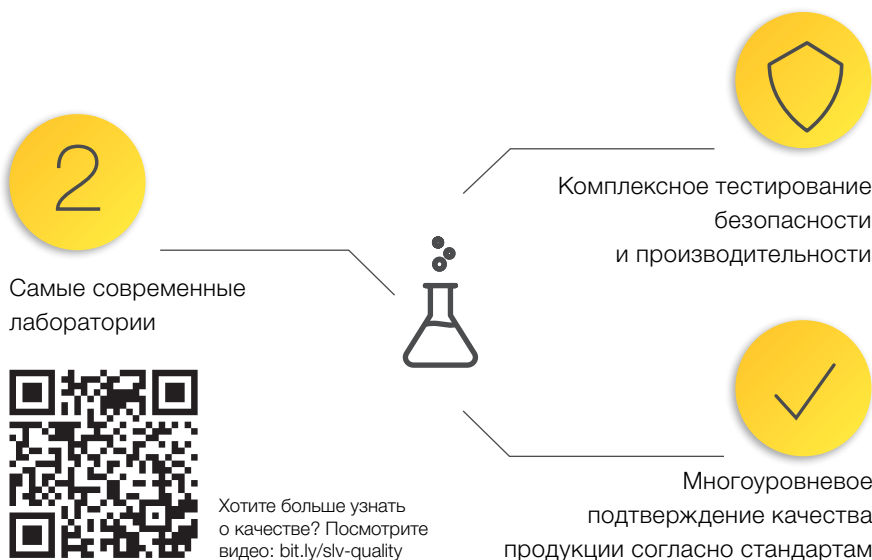 2
Самые современные
лаборатории
Комплексное тестирование
безопасности
и производительности
Хотите больше узнать
о качестве? Посмотрите
видео: bit.ly/slv-quality
Многоуровневое
подтверждение качества
продукции согласно стандартам